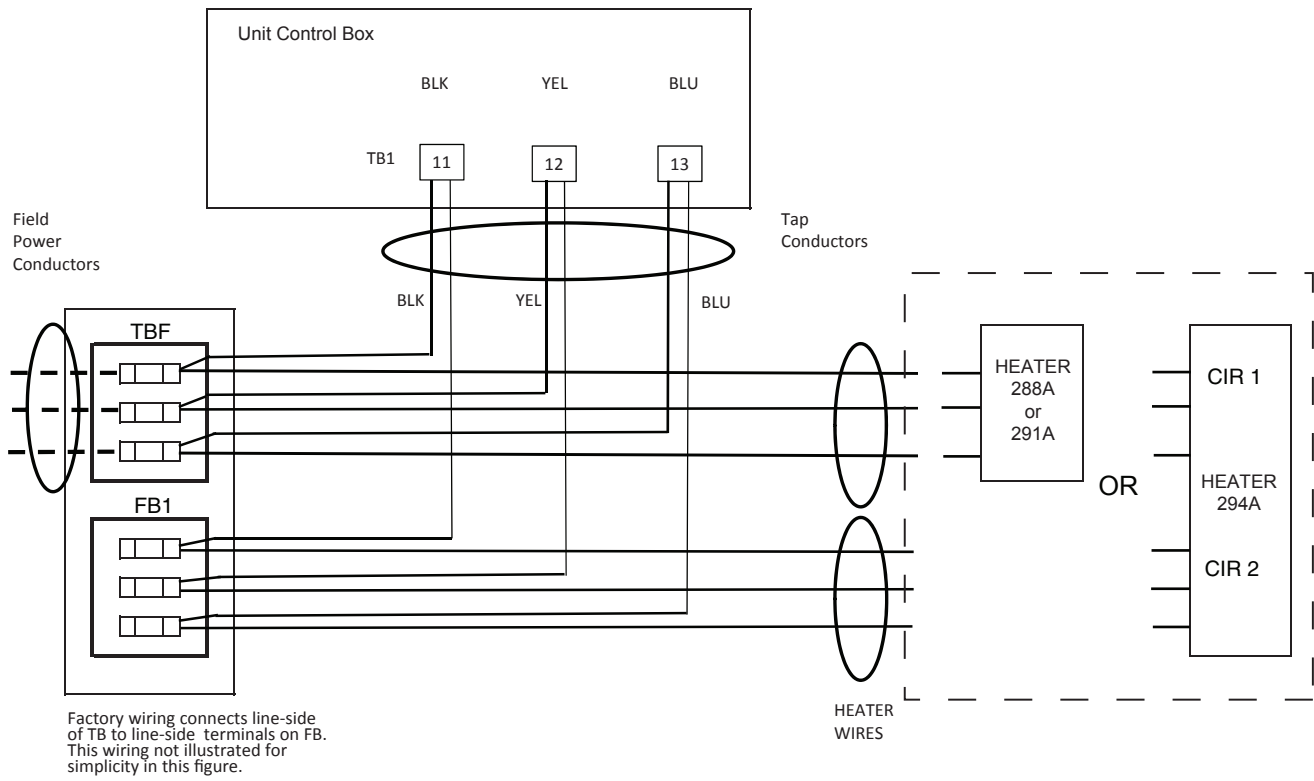 Unit Control Box
BLK
YEL
BLU
TB1
11
12
13
Field
Power
Conductors
Tap
Conductors
BLK
YEL
BLU
TBF
FB1
HEATER
288A
or
291A
OR
CIR 1
HEATER
294A
CIR 2
HEATER
WIRES
Factory wiring connects line-side
of TB to line-side terminals on FB.
This wiring not illustrated for
simplicity in this figure.